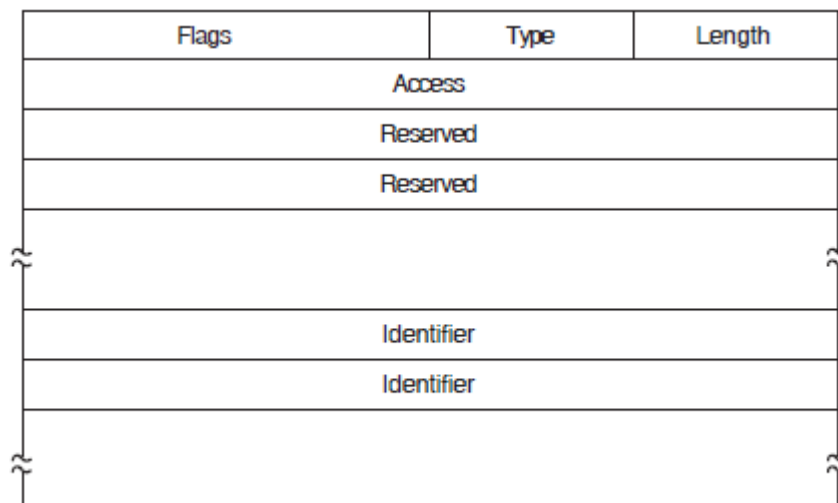 Flags Type Length
Access
Reserved
Reserved
Identifier
Identifier